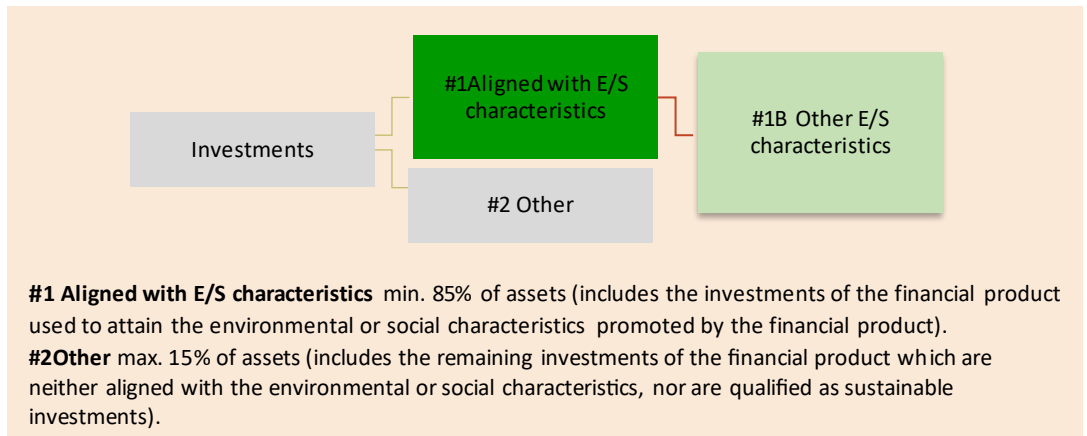 #1Aligned with E/S
characteristics
#1B Other E/S
characteristics
Investments
#2 Other
#1 Aligned with E/S characteristics min. 85% of assets (includes the investments of the financial product
used to attain the environmental or social characteristics promoted by the financial product).
#2Other max. 15% of assets (includes the remaining investments of the financial product which are
neither aligned with the environmental or social characteristics, nor are qualified as sustainable
investments).